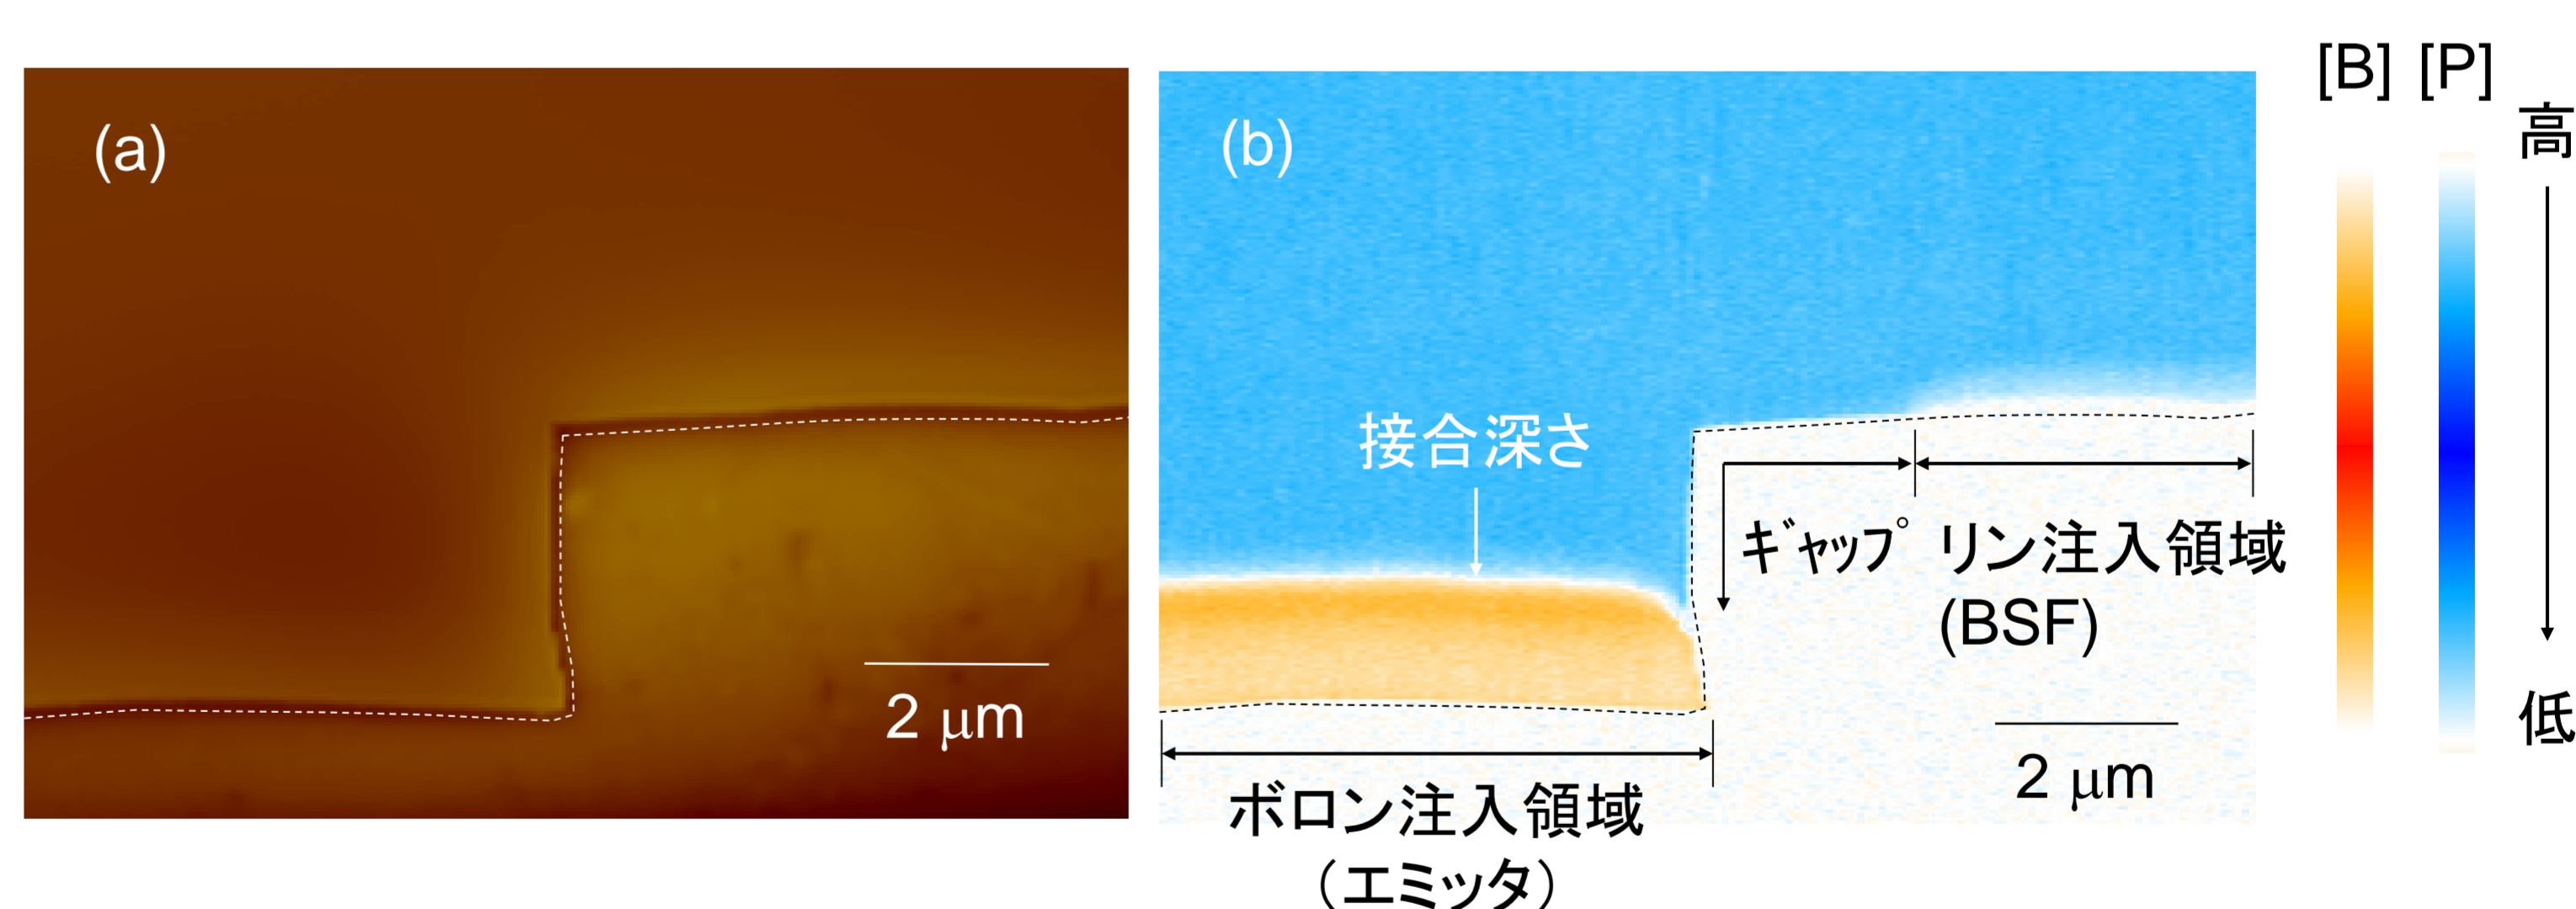 (a)
2 μm
(b)
接合深さ
ｷﾞｬｯﾌﾟ
リン注入領域
(BSF)
2 μm
ボロン注入領域
（エミッタ）
[B] [P]
高
低